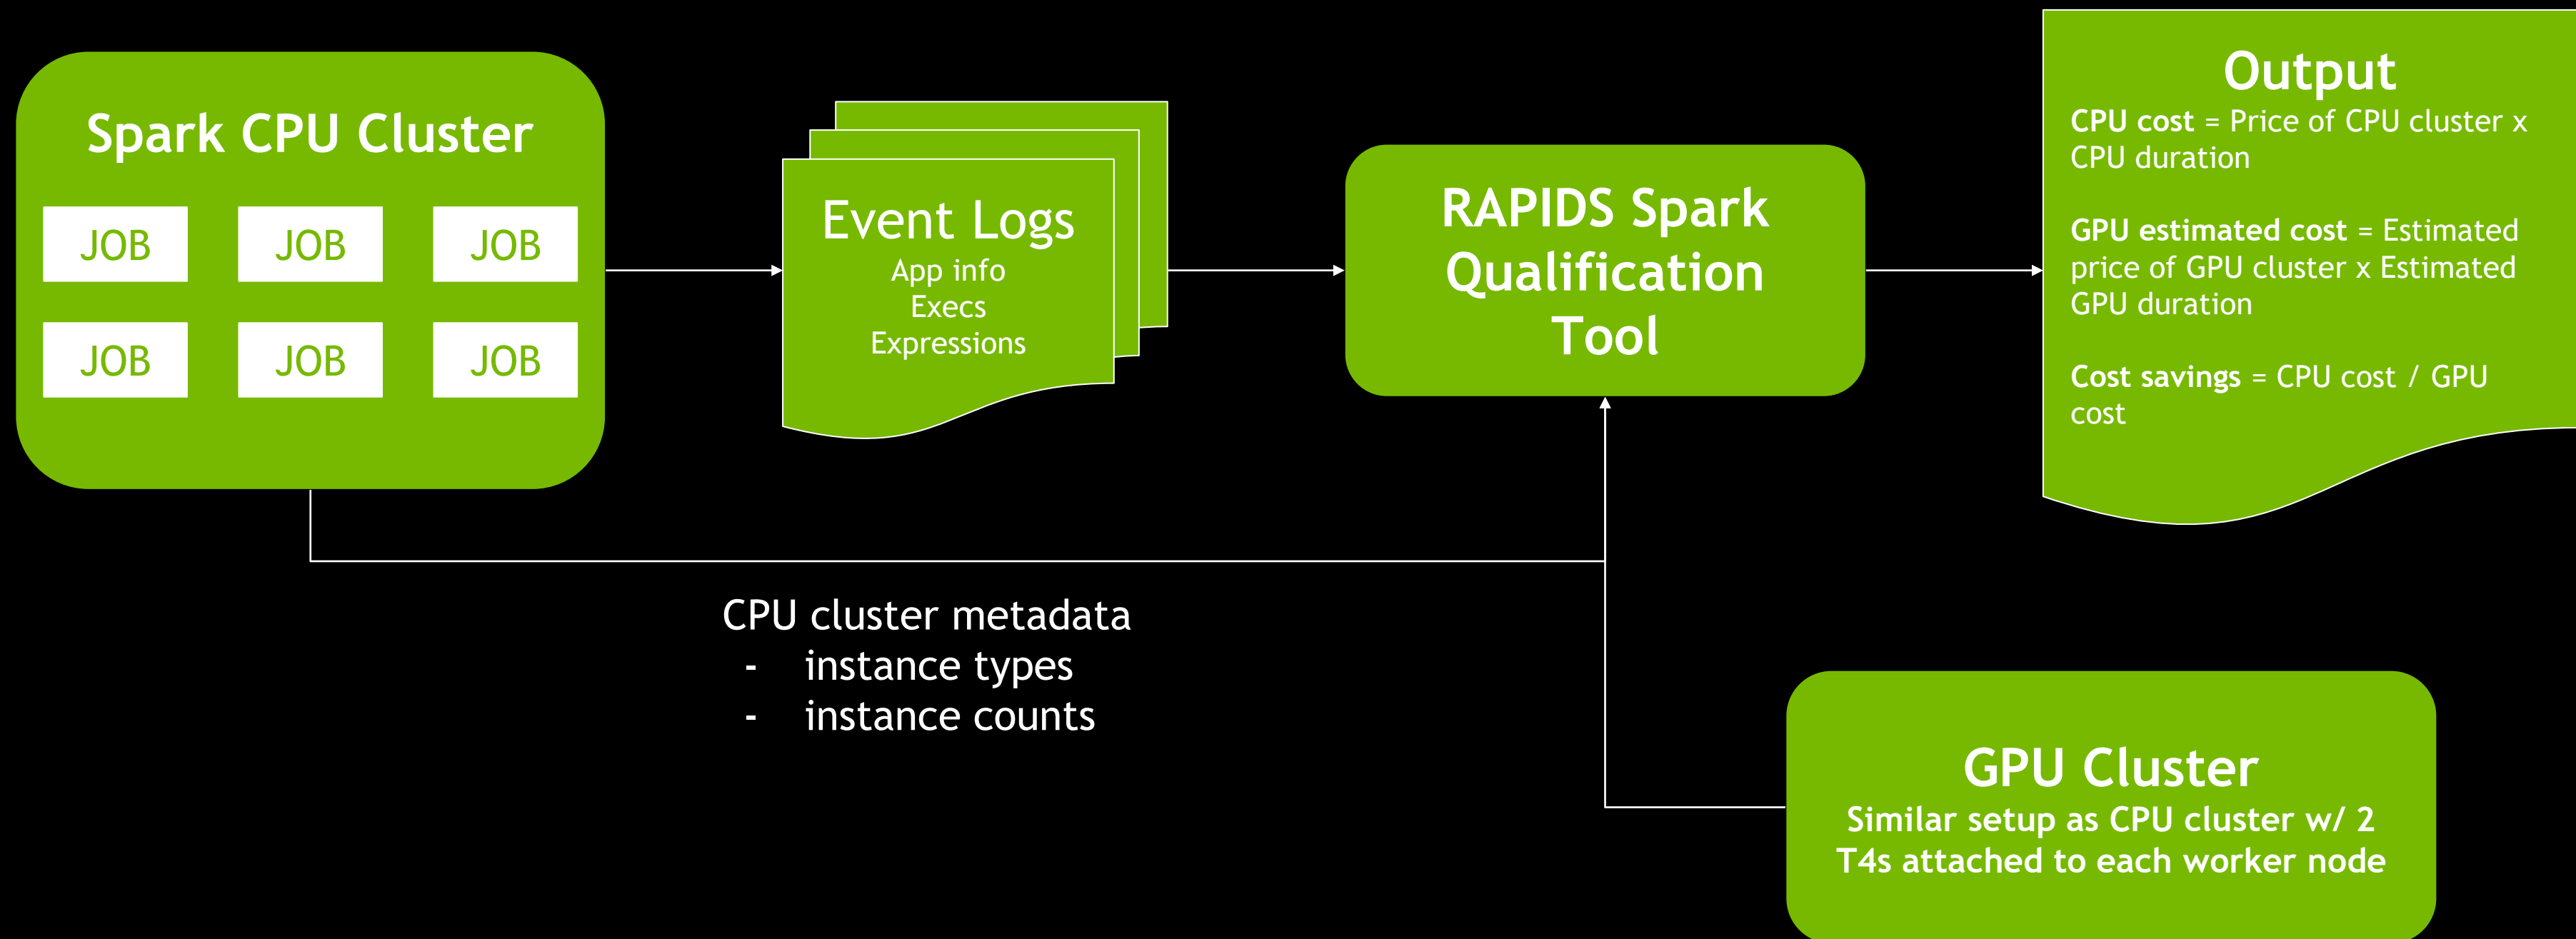 Spark CPU Cluster
JOB
JOB
JOB
JOB
JOB
JOB
Event Logs
App info
Execs
Expressions
RAPIDS Spark
Qualification
Tool
Output
CPU cost = Price of CPU cluster x
CPU duration
GPU estimated cost = Estimated
price of GPU cluster x Estimated
GPU duration
Cost savings = CPU cost / GPU
cost
CPU cluster metadata
- instance types
- instance counts
GPU Cluster
Similar setup as CPU cluster w/ 2
T4s attached to each worker node